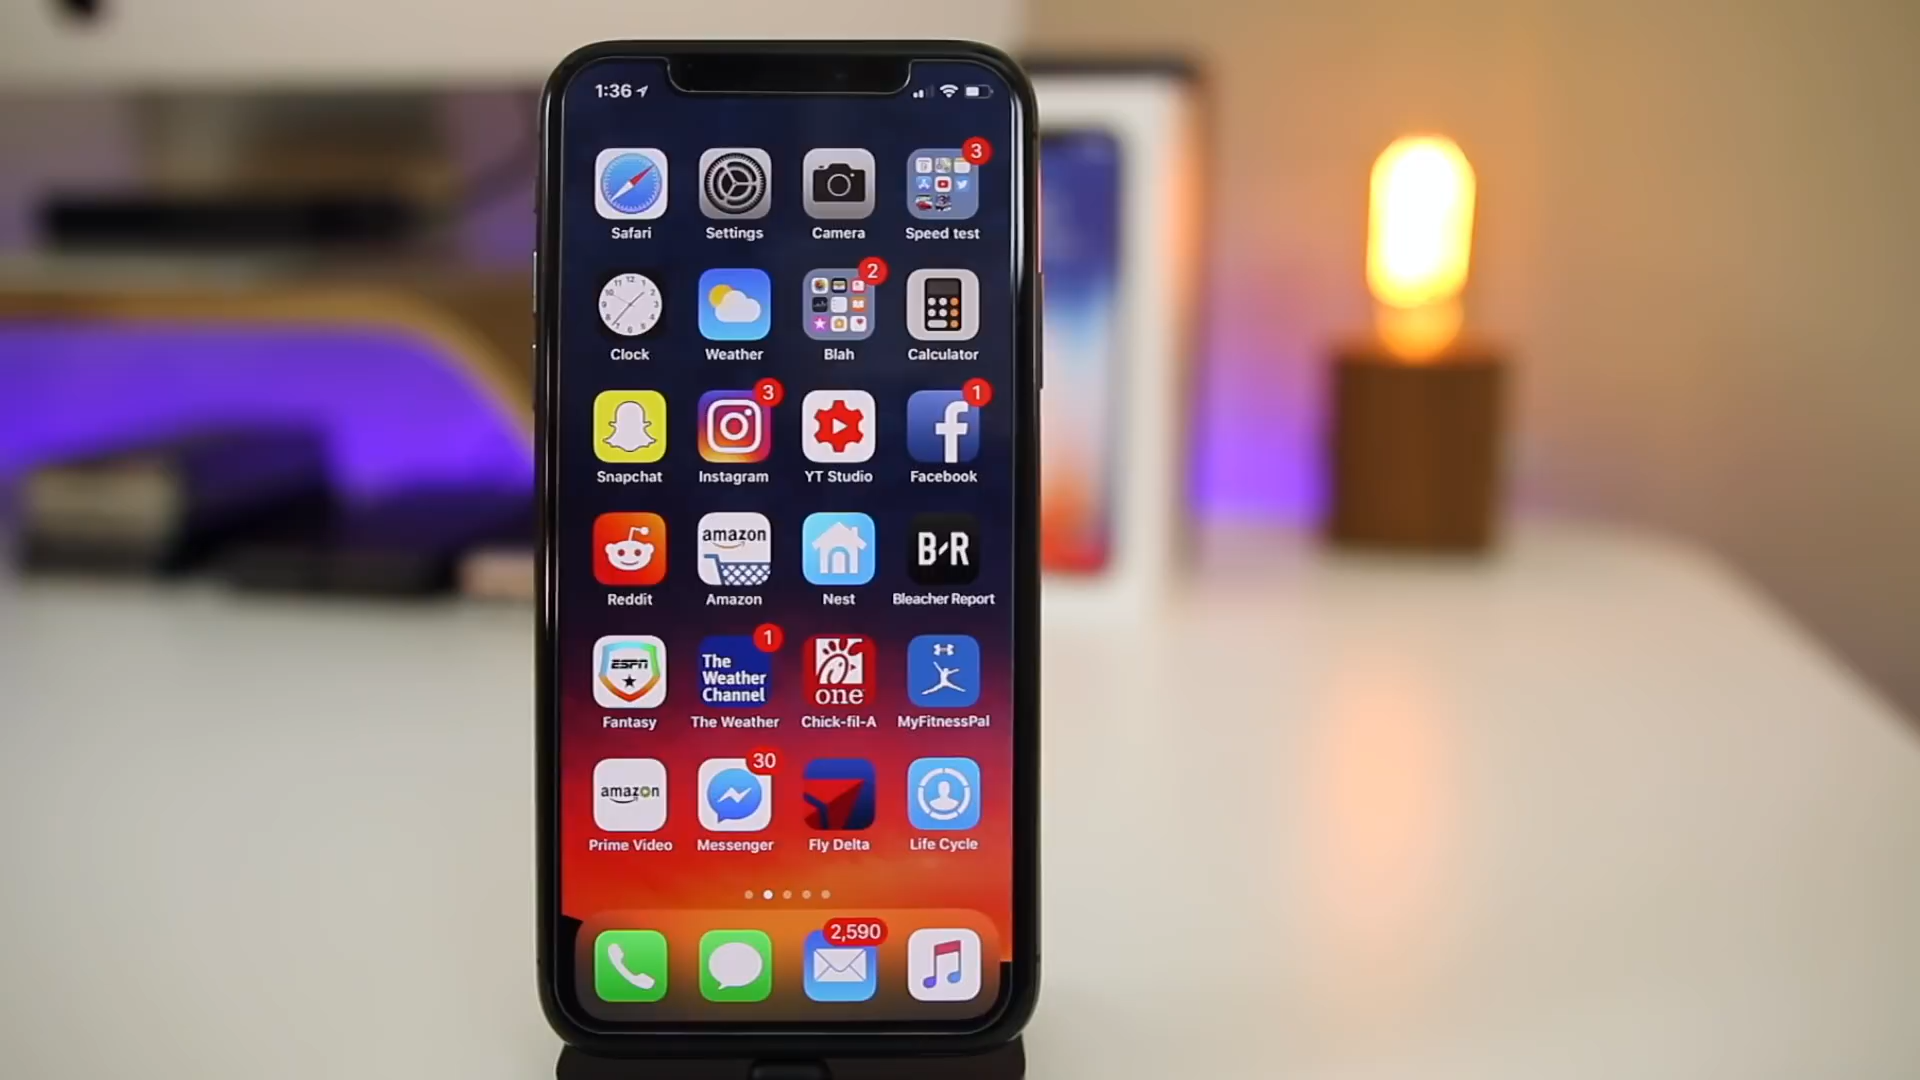 1:36
3
Safari Settings Camera Speed test
2
Clock Weather Blah Calculator
3 1
Snapchat Instagram YT Studio Facebook
amazon B-R
Reddit Amazon Nest Bleacher Report
1
ESPN The Weather Channel one
Fantasy The Weather Chick-fil-A MyFitnessPal
30
amazon
Prime Video Messenger Fly Delta Life Cycle
2,590